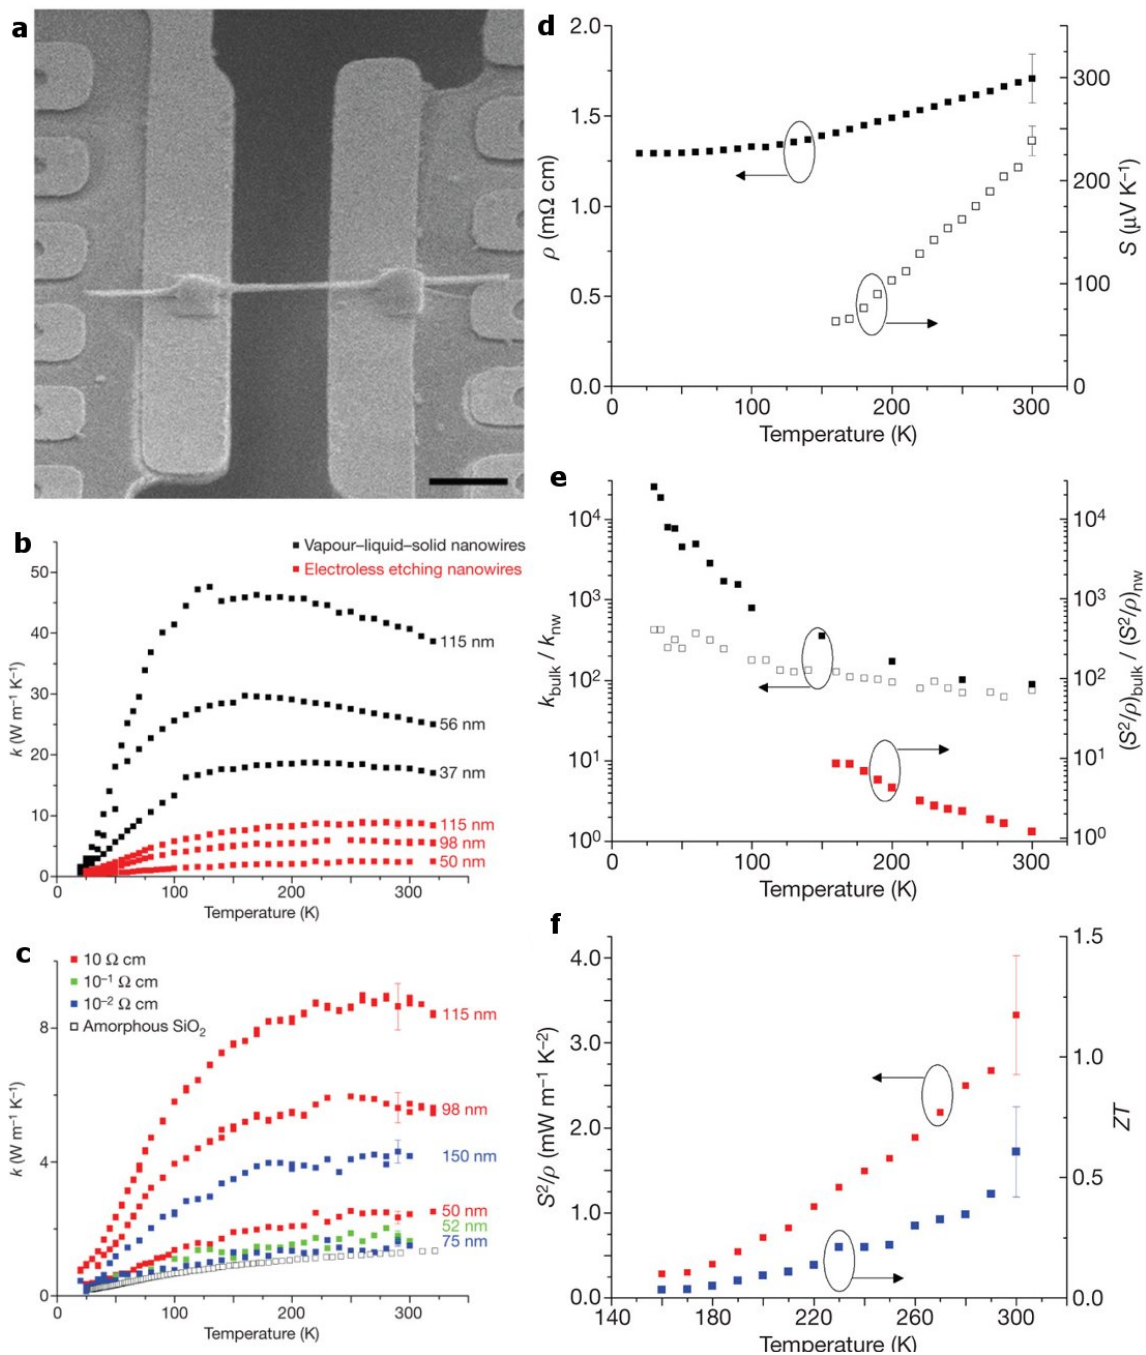 a
b
50
40
30
20
10
0
k (W m⁻¹ K⁻¹)
Vapour–liquid–solid nanowires
Electroless etching nanowires
115 nm
56 nm
37 nm
115 nm
98 nm
50 nm
0 100 200 300
Temperature (K)
c
10 Ω cm
10⁻¹ Ω cm
10⁻² Ω cm
Amorphous SiO₂
8
4
0
k (W m⁻¹ K⁻¹)
115 nm
98 nm
150 nm
50 nm
52 nm
75 nm
0 100 200 300
Temperature (K)
d
2.0
1.5
1.0
0.5
0.0
ρ (mΩ cm)
300
200
100
0
S (μV K⁻¹)
0 100 200 300
Temperature (K)
e
10⁴
10³
10²
10¹
10⁰
k_bulk / k_nw
10⁴
10³
10²
10¹
10⁰
(S²/ρ)_bulk / (S²/ρ)_nw
0 50 100 150 200 250 300
Temperature (K)
f
4.0
3.0
2.0
1.0
0.0
S²/ρ (mW m⁻¹ K⁻²)
1.5
1.0
0.5
0.0
ZT
140 180 220 260 300
Temperature (K)